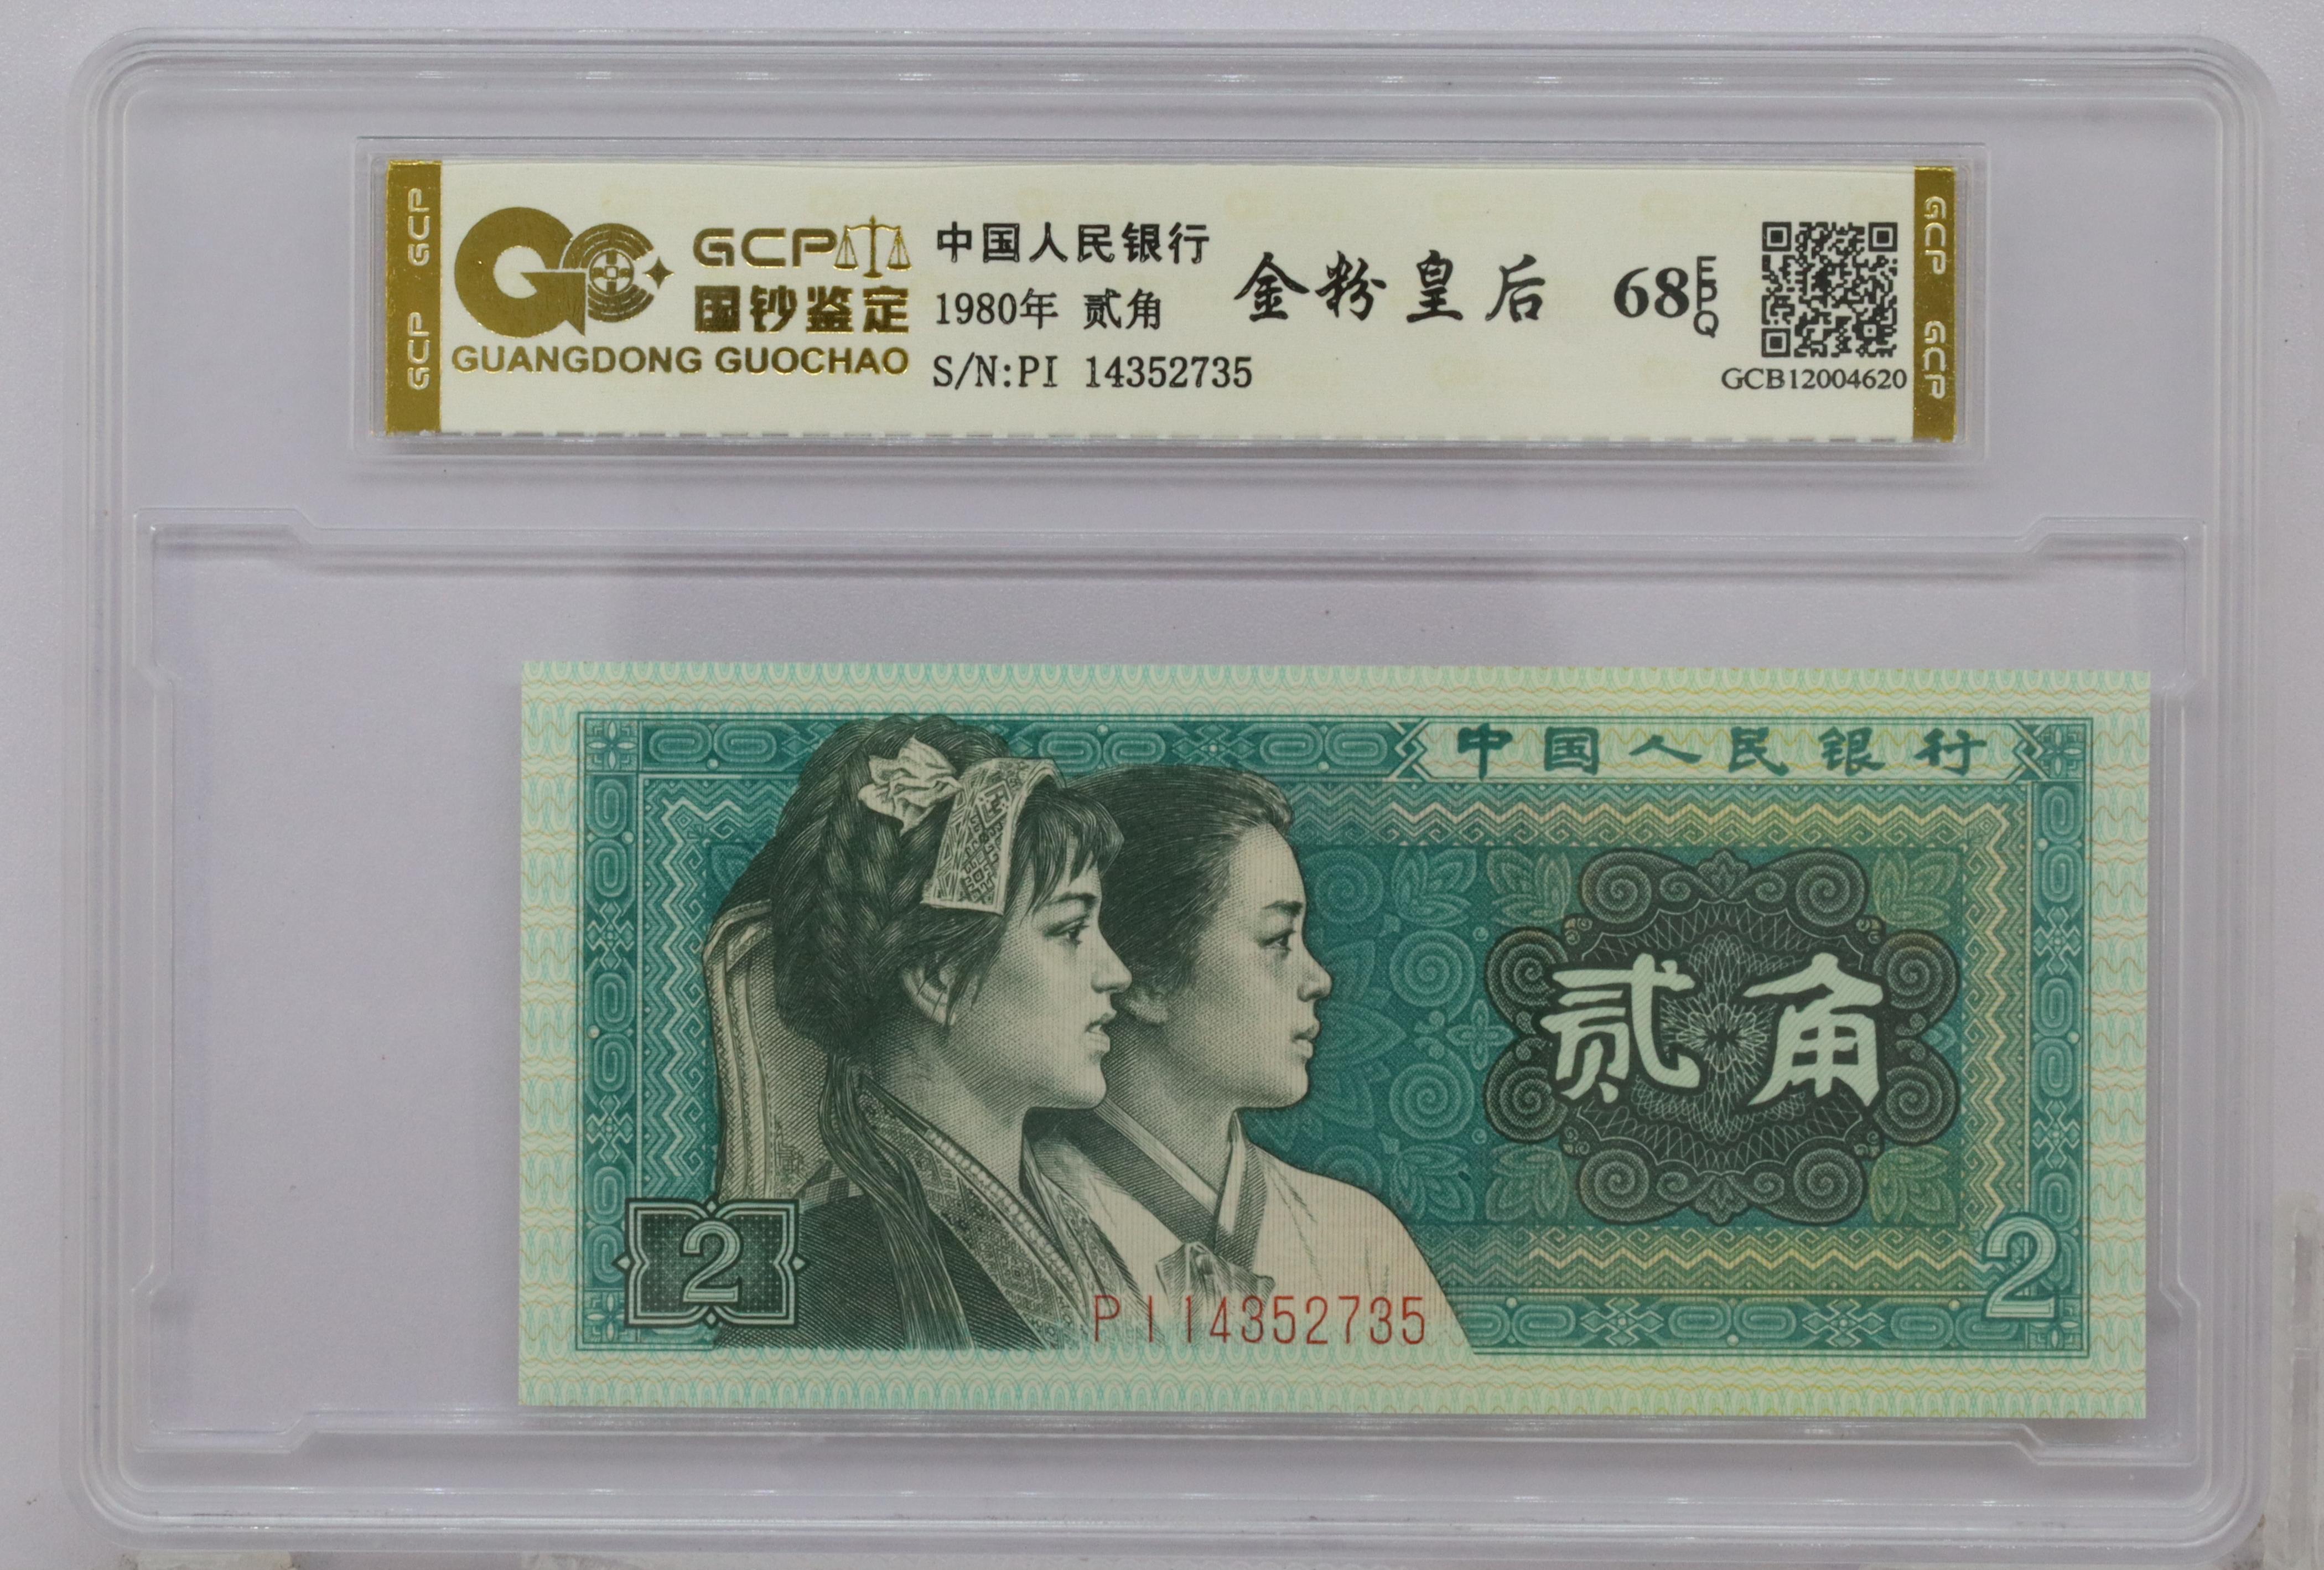 GCP
GCP
GCP
国钞鉴定
GUANGDONG GUOCHAO
中国人民银行
1980年 贰角
S/N:PI 14352735
金粉皇后
68 EPQ
GCB12004620
GCP
GCP
中国人民银行
贰角
2
2
PI14352735